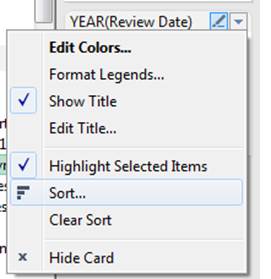 YEAR(Review Date)
Edit Colors...
Format Legends...
Show Title
Edit Title...
Highlight Selected Items
Sort...
Clear Sort
Hide Card